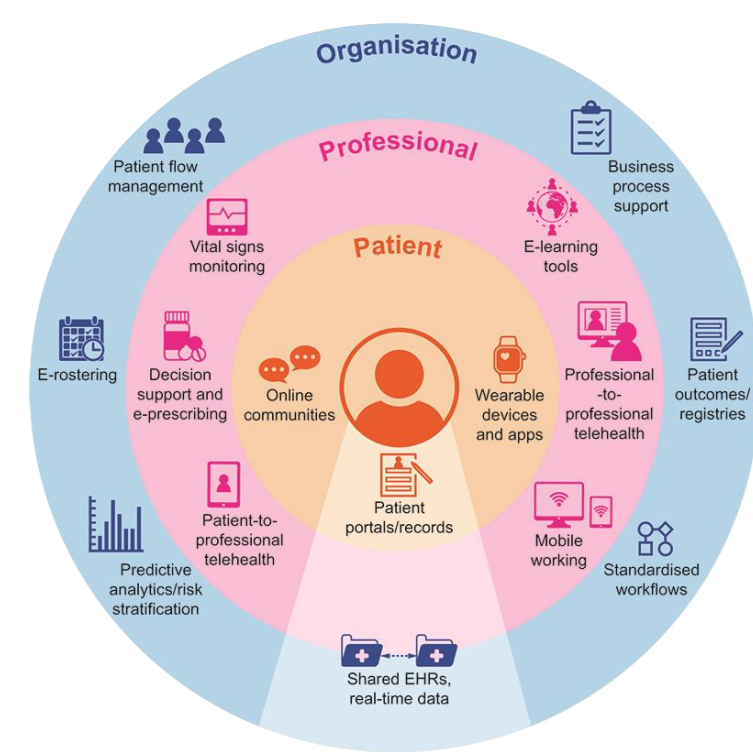 Organisation
Patient flow
management
Business
process
support
Professional
Vital signs
monitoring
E-learning
tools
Patient
E-rostering
Decision
support and
e-prescribing
Online
communities
Wearable
devices
and apps
Professional
-to-
professional
telehealth
Patient
outcomes/
registries
Patient
portals/records
Patient-to-
professional
telehealth
Mobile
working
Predictive
analytics/risk
stratification
Standardised
workflows
Shared EHRs,
real-time data